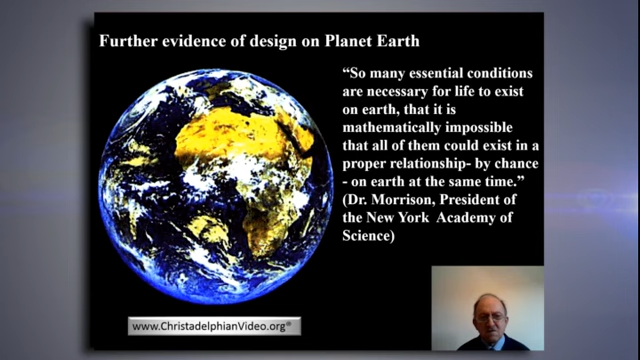 Further evidence of design on Planet Earth
“So many essential conditions
are necessary for life to exist
on earth, that it is
mathematically impossible
that all of them could exist in a
proper relationship- by chance
- on earth at the same time.”
(Dr. Morrison, President of
the New York Academy of
Science)
www.ChristadelphianVideo.org®